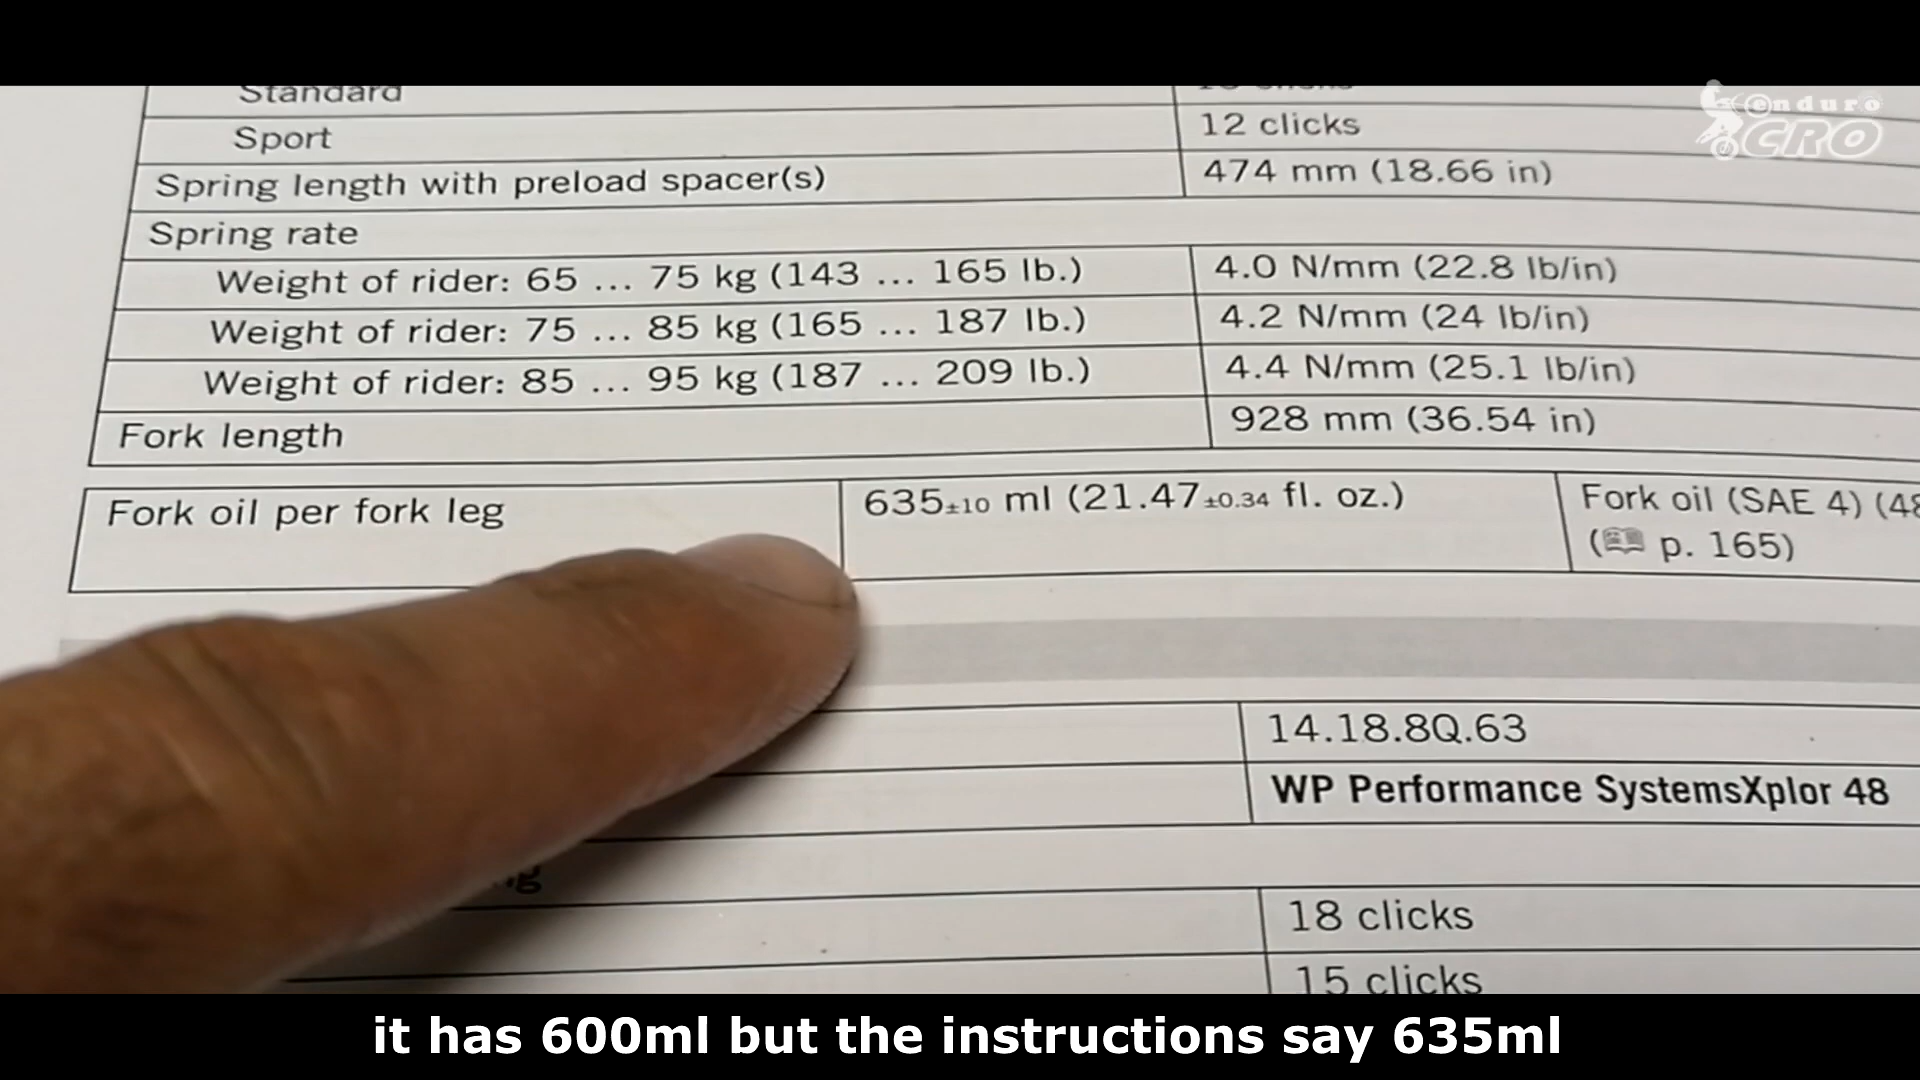 Standard
enduro
CRO
Sport 12 clicks
Spring length with preload spacer(s) 474 mm (18.66 in)
Spring rate
Weight of rider: 65 ... 75 kg (143 ... 165 lb.) 4.0 N/mm (22.8 lb/in)
Weight of rider: 75 ... 85 kg (165 ... 187 lb.) 4.2 N/mm (24 lb/in)
Weight of rider: 85 ... 95 kg (187 ... 209 lb.) 4.4 N/mm (25.1 lb/in)
Fork length 928 mm (36.54 in)
Fork oil per fork leg 635±10 ml (21.47±0.34 fl. oz.) Fork oil (SAE 4) (48
( p. 165)
14.18.8Q.63
WP Performance SystemsXplor 48
18 clicks
15 clicks
it has 600ml but the instructions say 635ml